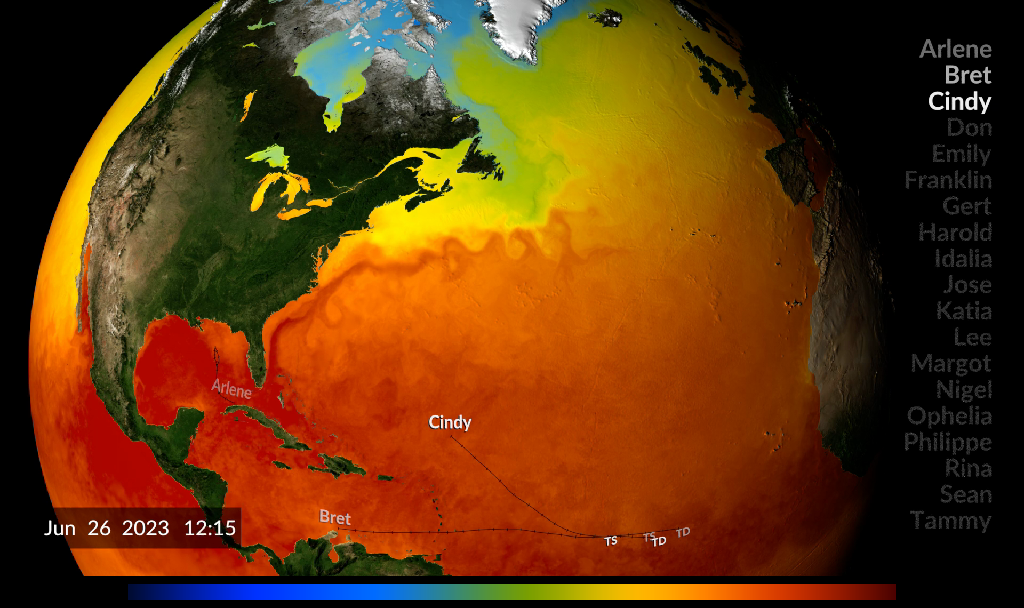 Arlene
Bret
Cindy
Don
Emily
Franklin
Gert
Harold
Idalia
Jose
Katia
Lee
Margot
Nigel
Ophelia
Philippe
Rina
Sean
Tammy
Arlene
Cindy
Bret
TS TS TD TD
Jun 26 2023 12:15